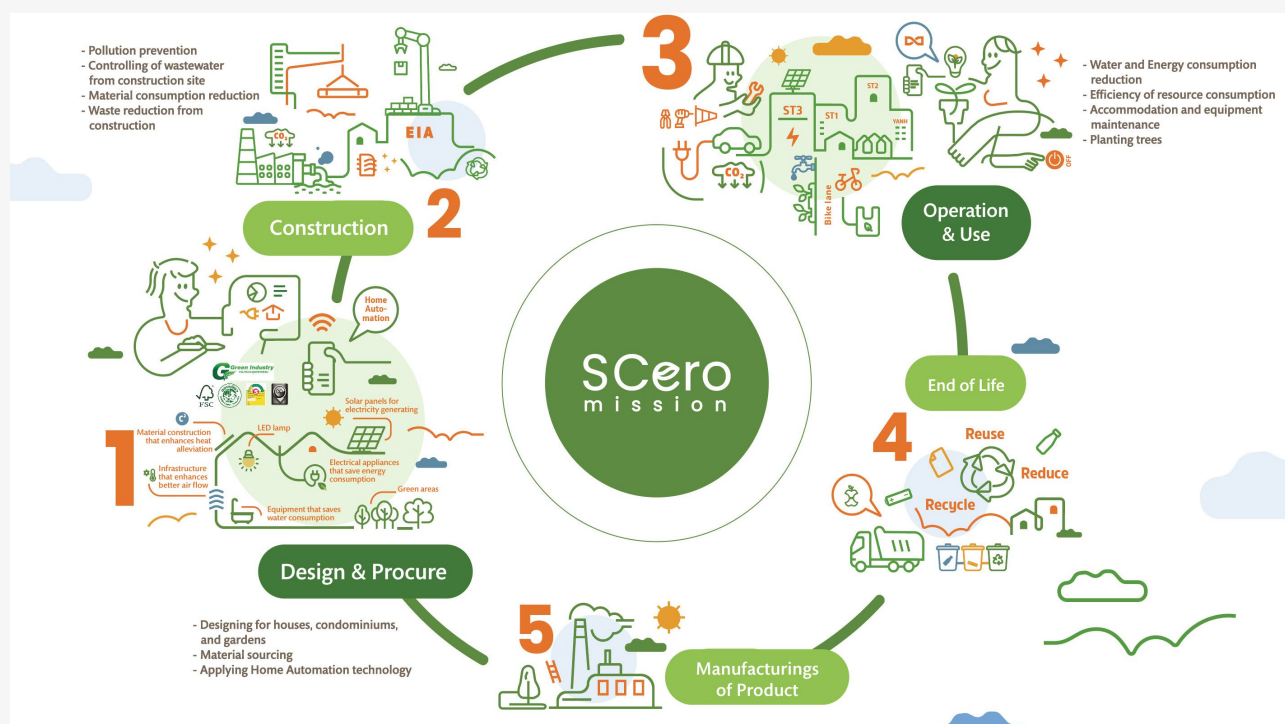 - Pollution prevention
- Controlling of wastewater
from construction site
- Material consumption reduction
- Waste reduction from
construction
CO2
EIA
2
Construction
3
ST3
ST1
ST2
YANH
CO2
Bike lane
OFF
- Water and Energy consumption
reduction
- Efficiency of resource consumption
- Accommodation and equipment
maintenance
- Planting trees
Operation
& Use
Home
Auto-
mation
Green Industry
FSC
1
Material construction
that enhances heat
alleviation
Infrastructure
that enhances
better air flow
LED lamp
Solar panels for
electricity generating
Electrical appliances
that save energy
consumption
Equipment that saves
water consumption
Green areas
Design & Procure
- Designing for houses, condominiums,
and gardens
- Material sourcing
- Applying Home Automation technology
SCero
mission
End of Life
4
Reuse
Reduce
Recycle
5
Manufacturings
of Product